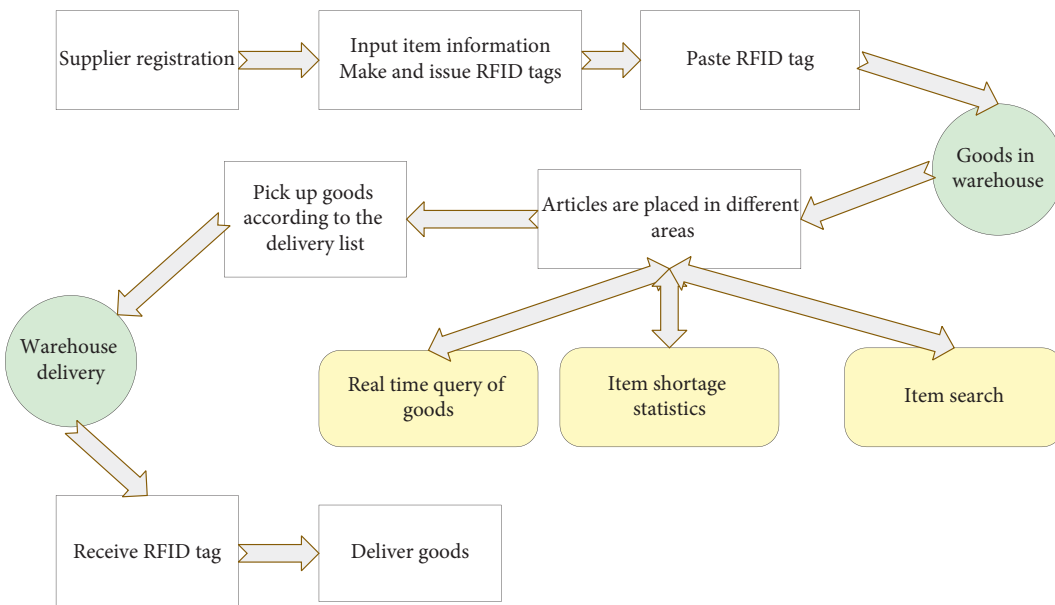 Supplier registration
Input item information
Make and issue RFID tags
Paste RFID tag
Goods in
warehouse
Articles are placed in different
areas
Pick up goods
according to the
delivery list
Warehouse
delivery
Real time query of
goods
Item shortage
statistics
Item search
Receive RFID tag
Deliver goods